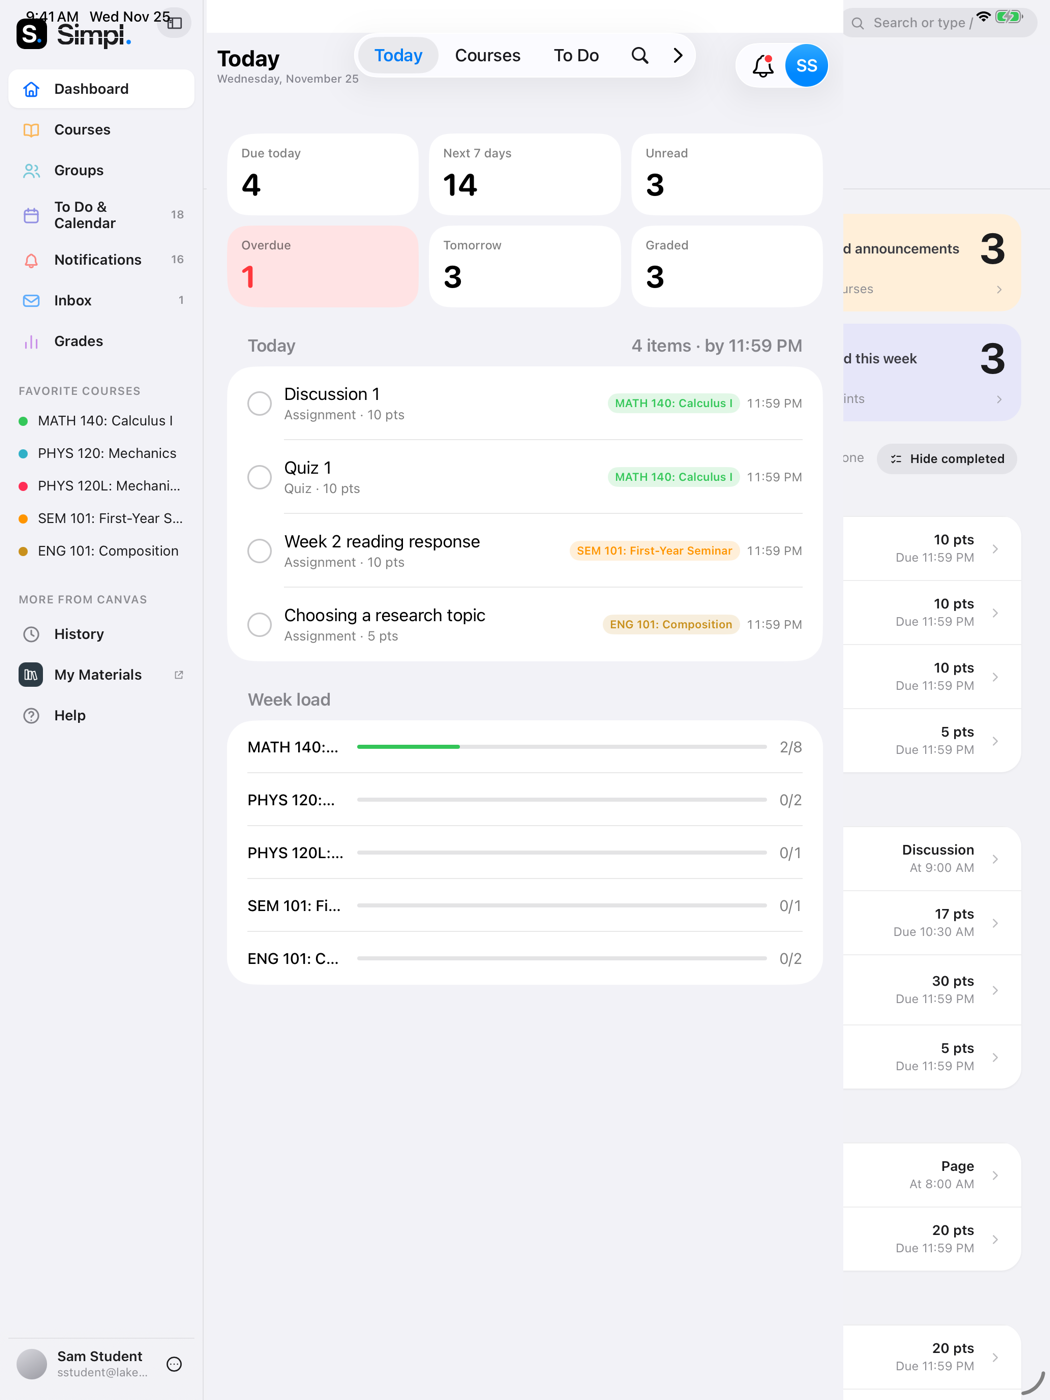 9:41 AM Wed Nov 25
S. Simpl.
Search or type /
Dashboard
Courses
Groups
To Do &
Calendar
18
Notifications
16
Inbox
1
Grades
FAVORITE COURSES
MATH 140: Calculus I
PHYS 120: Mechanics
PHYS 120L: Mechani...
SEM 101: First-Year S...
ENG 101: Composition
MORE FROM CANVAS
History
My Materials
Help
Sam Student
sstudent@lake...
Today
Wednesday, November 25
Today Courses To Do
SS
Due today
4
Next 7 days
14
Unread
3
Overdue
1
Tomorrow
3
Graded
3
Today
4 items · by 11:59 PM
Discussion 1
Assignment · 10 pts
MATH 140: Calculus I 11:59 PM
Quiz 1
Quiz · 10 pts
MATH 140: Calculus I 11:59 PM
Week 2 reading response
Assignment · 10 pts
SEM 101: First-Year Seminar 11:59 PM
Choosing a research topic
Assignment · 5 pts
ENG 101: Composition 11:59 PM
Week load
MATH 140:... 2/8
PHYS 120:... 0/2
PHYS 120L:... 0/1
SEM 101: Fi... 0/1
ENG 101: C... 0/2
d announcements
3
urses
d this week
3
ints
one
Hide completed
10 pts
Due 11:59 PM
10 pts
Due 11:59 PM
10 pts
Due 11:59 PM
5 pts
Due 11:59 PM
Discussion
At 9:00 AM
17 pts
Due 10:30 AM
30 pts
Due 11:59 PM
5 pts
Due 11:59 PM
Page
At 8:00 AM
20 pts
Due 11:59 PM
20 pts
Due 11:59 PM